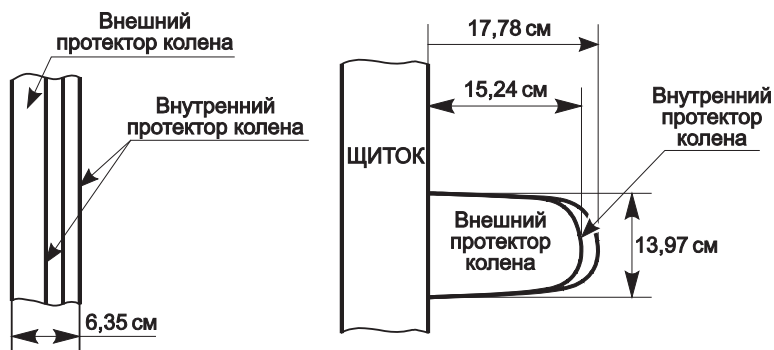 Внешний
протектор колена
Внутренний
протектор колена
6,35 см
17,78 см
15,24 см
Внутренний
протектор
колена
ЩИТОК
Внешний
протектор
колена
13,97 см